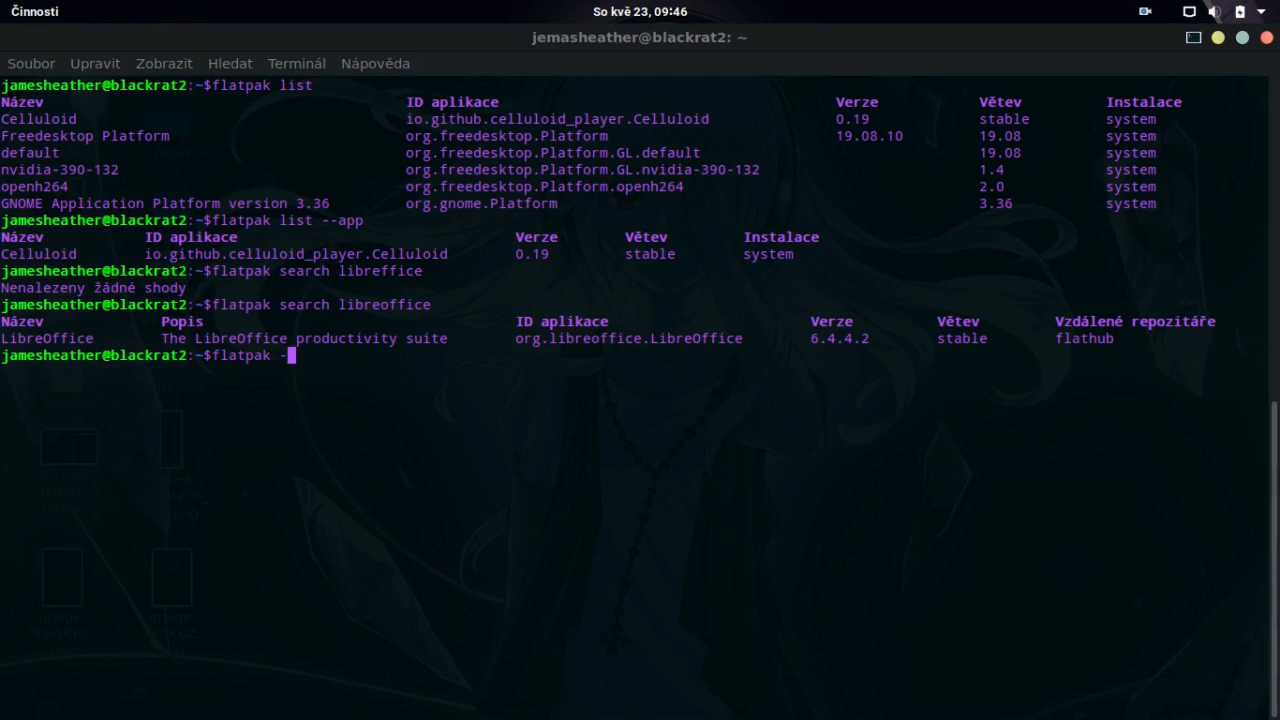 Činnosti
So kvě 23, 09:46
jemasheather@blackrat2: ~
Soubor Upravit Zobrazit Hledat Terminál Nápověda
jamesheather@blackrat2:~$flatpak list
Název ID aplikace Verze Větev Instalace
Celluloid io.github.celluloid_player.Celluloid 0.19 stable system
Freedesktop Platform org.freedesktop.Platform 19.08.10 19.08 system
default org.freedesktop.Platform.GL.default 19.08 system
nvidia-390-132 org.freedesktop.Platform.GL.nvidia-390-132 1.4 system
openh264 org.freedesktop.Platform.openh264 2.0 system
GNOME Application Platform version 3.36 org.gnome.Platform 3.36 system
jamesheather@blackrat2:~$flatpak list --app
Název ID aplikace Verze Větev Instalace
Celluloid io.github.celluloid_player.Celluloid 0.19 stable system
jamesheather@blackrat2:~$flatpak search libreffice
Nenalezeny žádné shody
jamesheather@blackrat2:~$flatpak search libreoffice
Název Popis ID aplikace Verze Větev Vzdálené repozitáře
LibreOffice The LibreOffice productivity suite org.libreoffice.LibreOffice 6.4.4.2 stable flathub
jamesheather@blackrat2:~$flatpak -